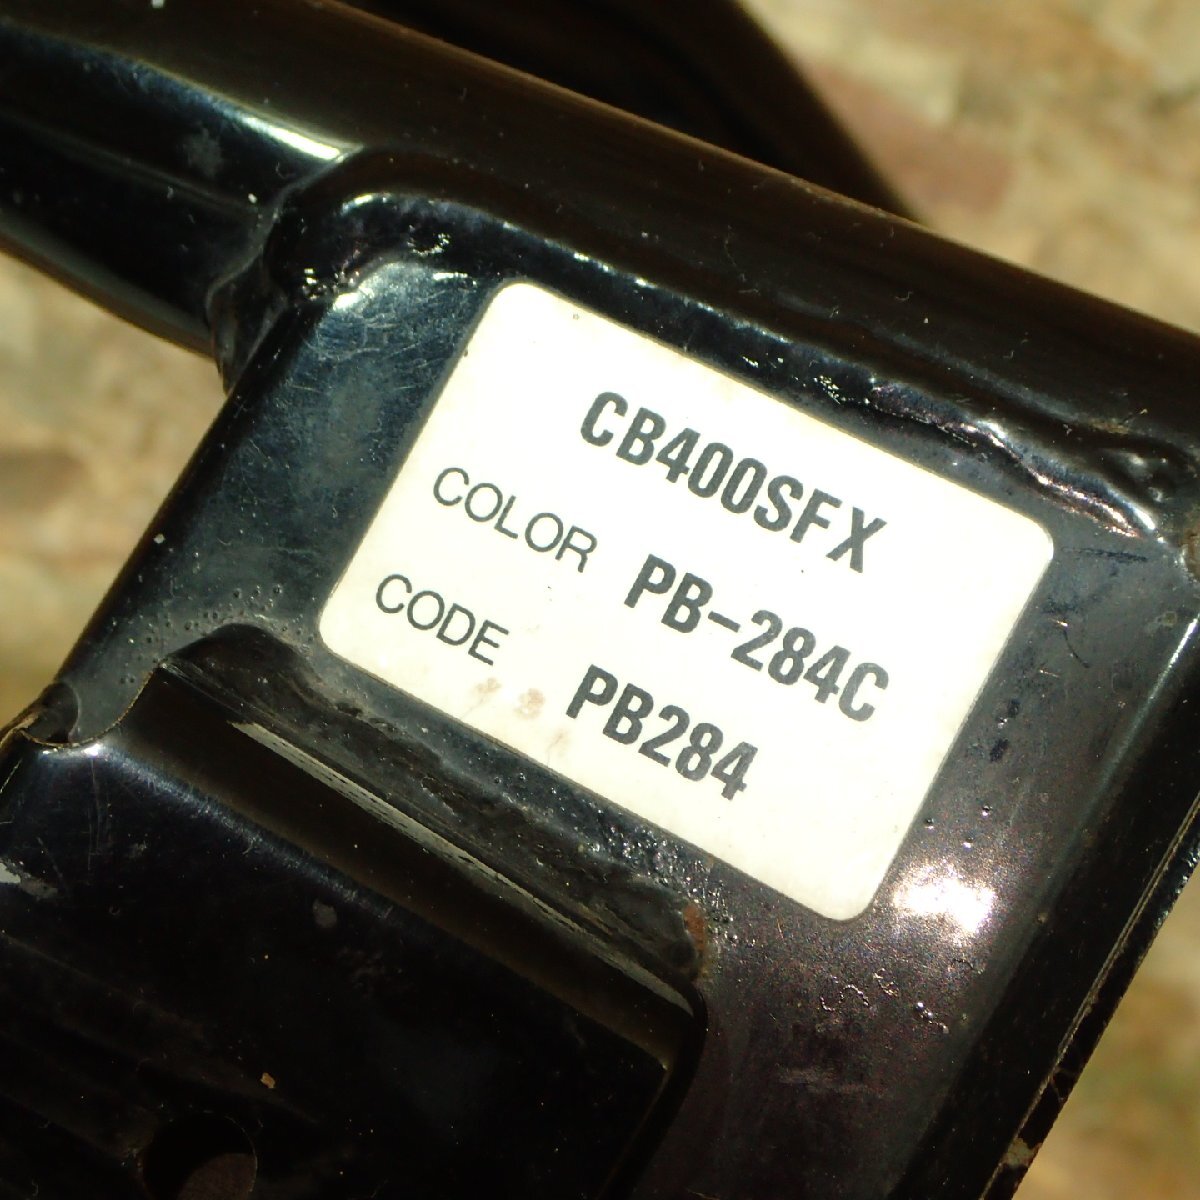 CB400SFX
COLOR PB-284C
CODE PB284